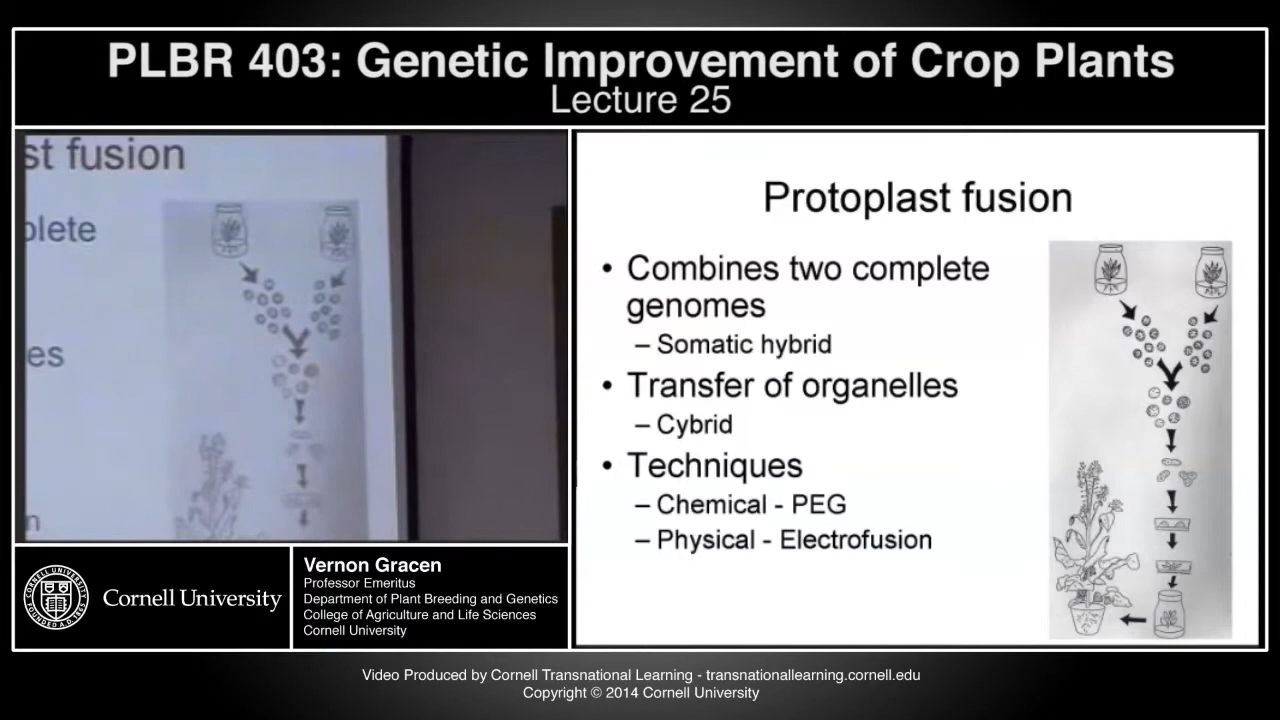 PLBR 403: Genetic Improvement of Crop Plants
Lecture 25
st fusion
plete
es
n
Protoplast fusion
• Combines two complete
genomes
– Somatic hybrid
• Transfer of organelles
– Cybrid
• Techniques
– Chemical - PEG
– Physical - Electrofusion
Cornell University
Vernon Gracen
Professor Emeritus
Department of Plant Breeding and Genetics
College of Agriculture and Life Sciences
Cornell University
Video Produced by Cornell Transnational Learning - transnationallearning.cornell.edu
Copyright © 2014 Cornell University